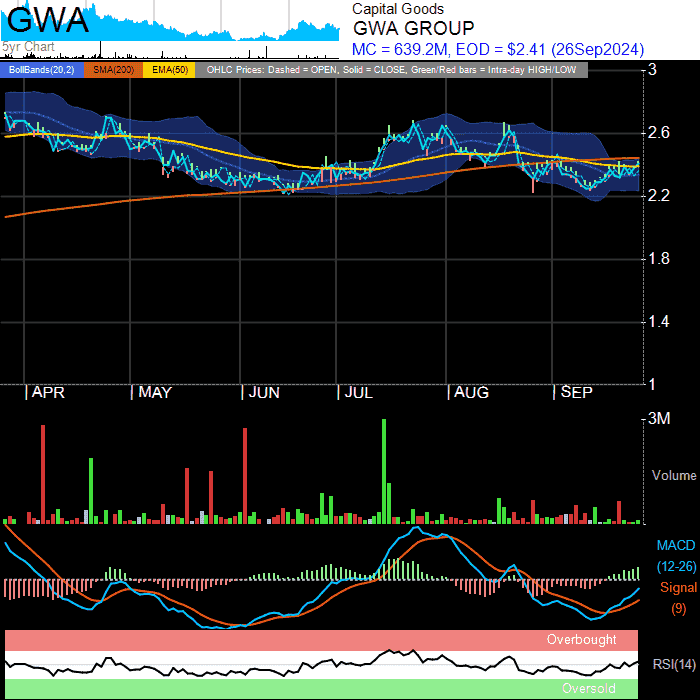 GWA
5yr Chart
Capital Goods
GWA GROUP
MC = 639.2M, EOD = $2.41 (26Sep2024)
BollBands(20,2) SMA(200) EMA(50) OHLC Prices: Dashed = OPEN, Solid = CLOSE, Green/Red bars = Intra-day HIGH/LOW
3
2.6
2.2
1.8
1.4
1
APR MAY JUN JUL AUG SEP
3M
Volume
MACD
(12-26)
Signal
(9)
Overbought
RSI(14)
Oversold